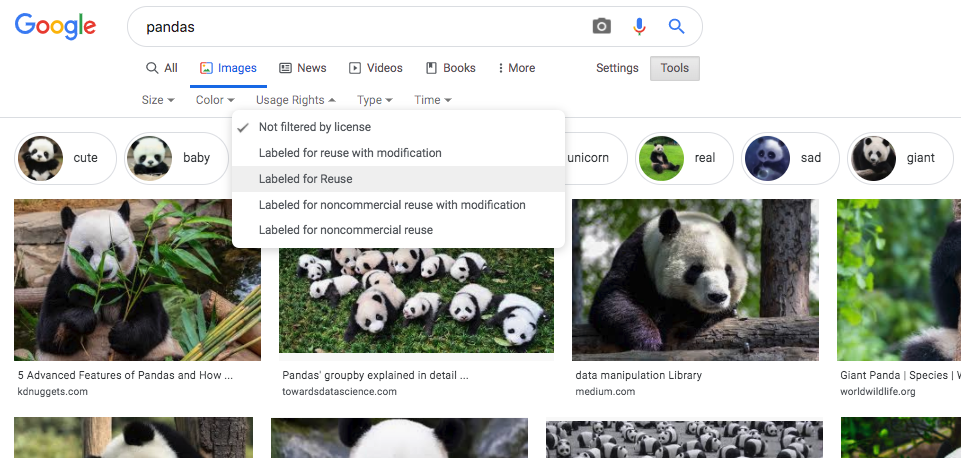 Google
pandas
All Images News Videos Books More Settings Tools
Size Color Usage Rights Type Time
Not filtered by license
Labeled for reuse with modification
Labeled for Reuse
Labeled for noncommercial reuse with modification
Labeled for noncommercial reuse
cute baby unicorn real sad giant
5 Advanced Features of Pandas and How ...
kdnuggets.com
Pandas' groupby explained in detail ...
towardsdatascience.com
data manipulation Library
medium.com
Giant Panda | Species |
worldwildlife.org